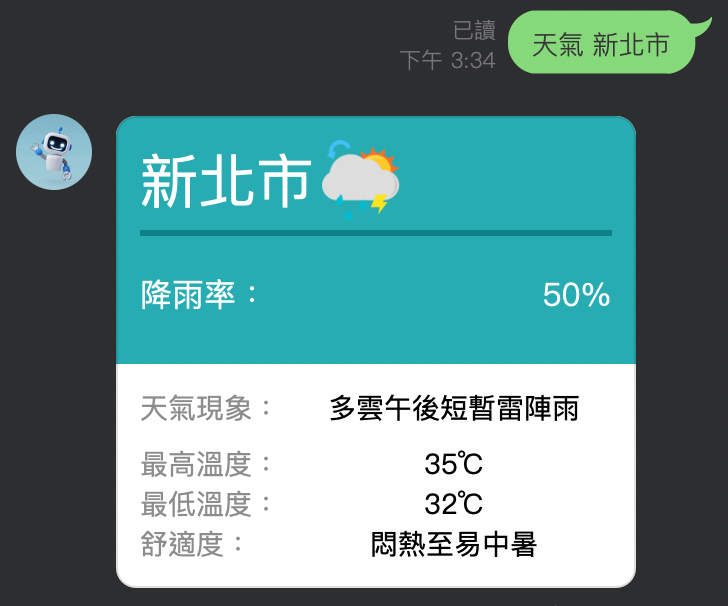 已讀
下午 3:34
天氣 新北市
新北市
降雨率： 50%
天氣現象： 多雲午後短暫雷陣雨
最高溫度： 35℃
最低溫度： 32℃
舒適度： 悶熱至易中暑